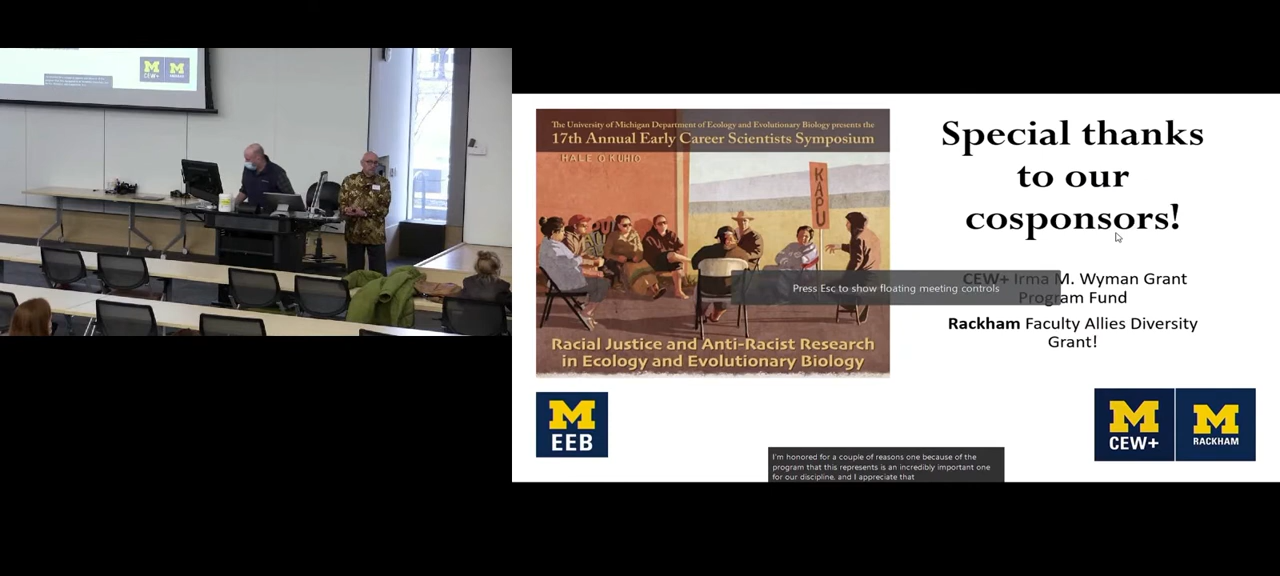 M
CEW+
M
The University of Michigan Department of Ecology and Evolutionary Biology presents the
17th Annual Early Career Scientists Symposium
HALE O KUHIO
KAPU
Racial Justice and Anti-Racist Research
in Ecology and Evolutionary Biology
Special thanks
to our
cosponsors!
CEW+ Irma M. Wyman Grant
Program Fund
Press Esc to show floating meeting controls
Rackham Faculty Allies Diversity
Grant!
M
EEB
M
CEW+
M
RACKHAM
I'm honored for a couple of reasons one because of the
program that this represents is an incredibly important one
for our discipline, and I appreciate that